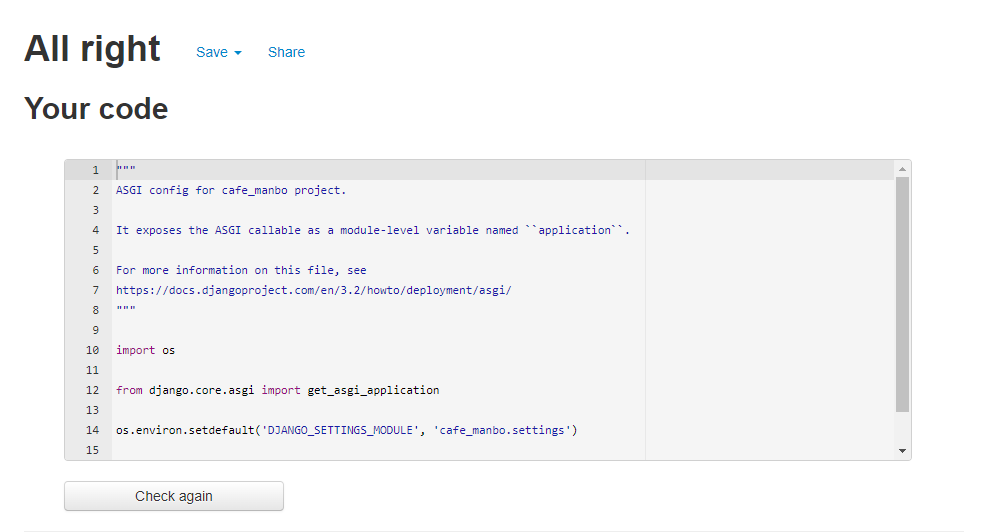 All right Save Share
Your code
1 """
2 ASGI config for cafe_manbo project.
3
4 It exposes the ASGI callable as a module-level variable named ``application``.
5
6 For more information on this file, see
7 https://docs.djangoproject.com/en/3.2/howto/deployment/asgi/
8 """
9
10 import os
11
12 from django.core.asgi import get_asgi_application
13
14 os.environ.setdefault('DJANGO_SETTINGS_MODULE', 'cafe_manbo.settings')
15
Check again